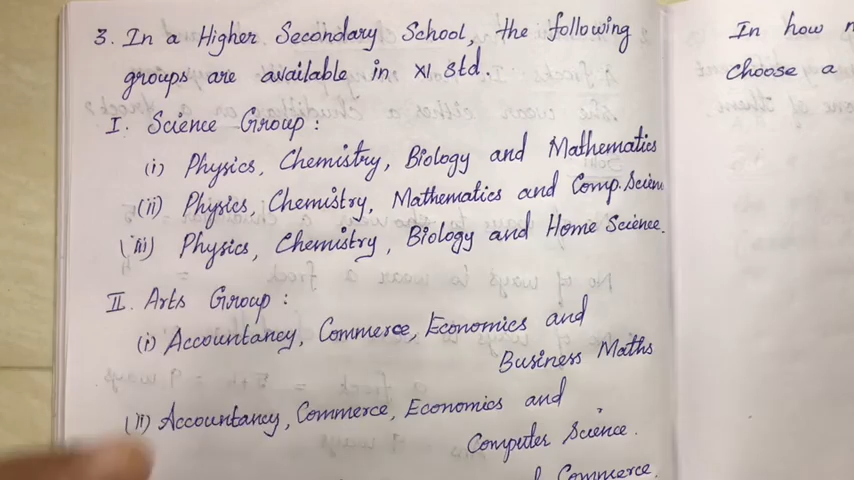 3. In a Higher Secondary School, the following
groups are available in XI Std.
I. Science Group :
(i) Physics, Chemistry, Biology and Mathematics
(ii) Physics, Chemistry, Mathematics and Comp. Scien
(iii) Physics, Chemistry, Biology and Home Science.
II. Arts Group :
(i) Accountancy, Commerce, Economics and
Business Maths
(ii) Accountancy, Commerce, Economics and
Computer Science.
Commerce.
In how
choose a